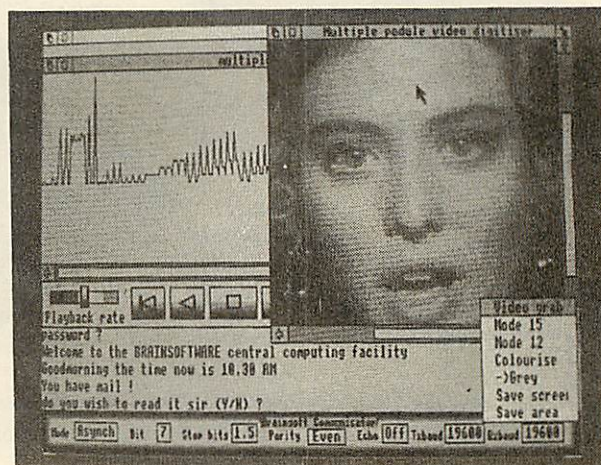 Multiple podule video digitiser
multiple
Playback rate
password ?
Welcome to the BRAINSOFTWARE central computing facility
Goodmorning the time now is 10.30 AM
You have mail !
do you wish to read it sir (Y/N) ?
Video grab
Mode 15
Mode 12
Colourise
->Grey
Save screen
Save area
Brainsoft Communicator
Mode Asynch Bit 7 Stop bits 1.5 Parity Even Echo Off Txbaud 19600 Rxbaud 19600